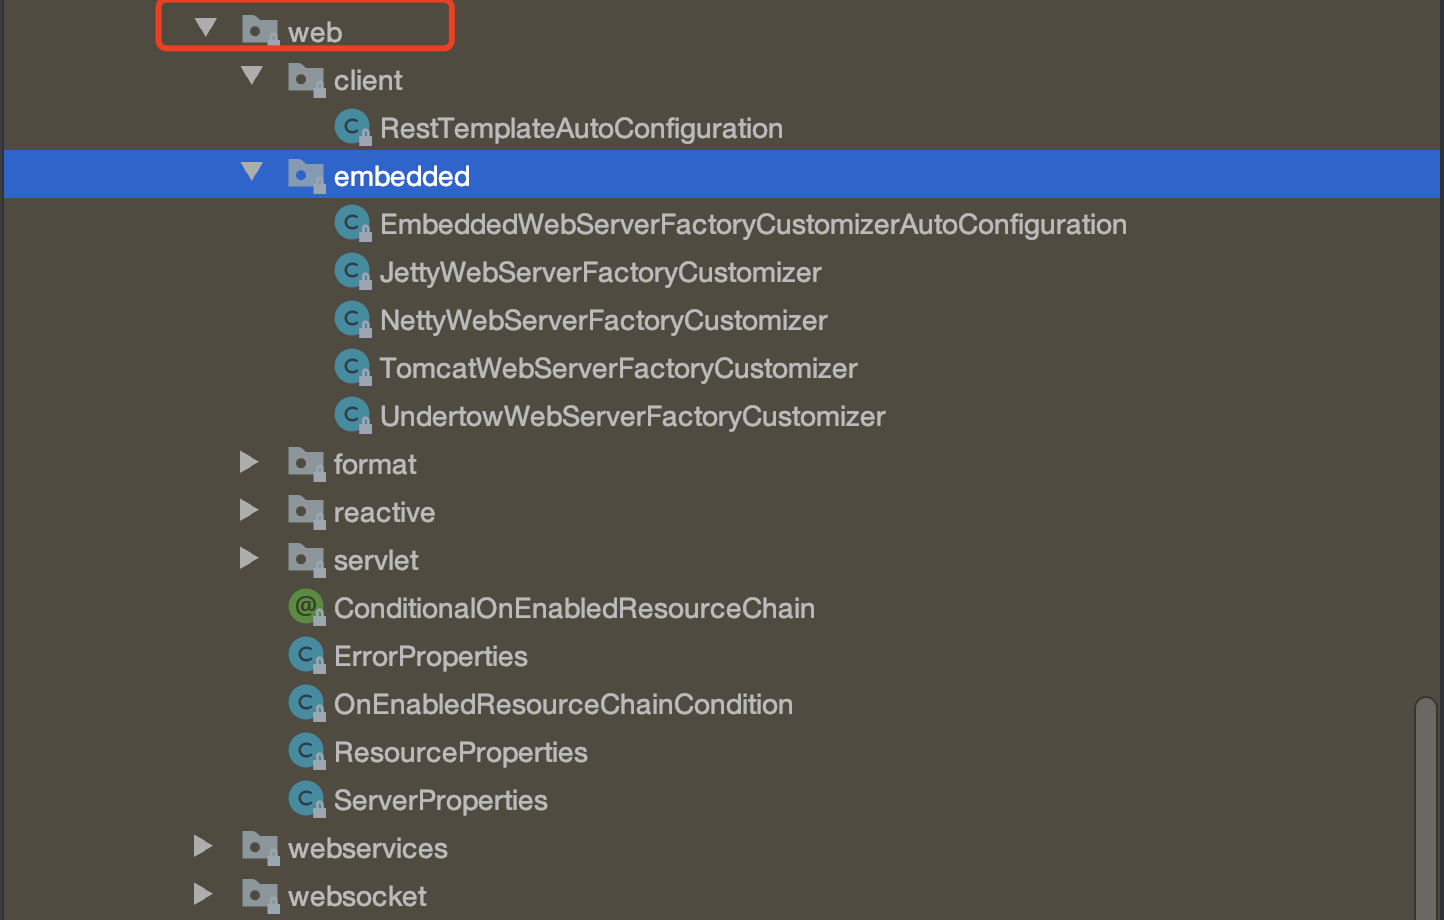 web
client
RestTemplateAutoConfiguration
embedded
EmbeddedWebServerFactoryCustomizerAutoConfiguration
JettyWebServerFactoryCustomizer
NettyWebServerFactoryCustomizer
TomcatWebServerFactoryCustomizer
UndertowWebServerFactoryCustomizer
format
reactive
servlet
ConditionalOnEnabledResourceChain
ErrorProperties
OnEnabledResourceChainCondition
ResourceProperties
ServerProperties
webservices
websocket